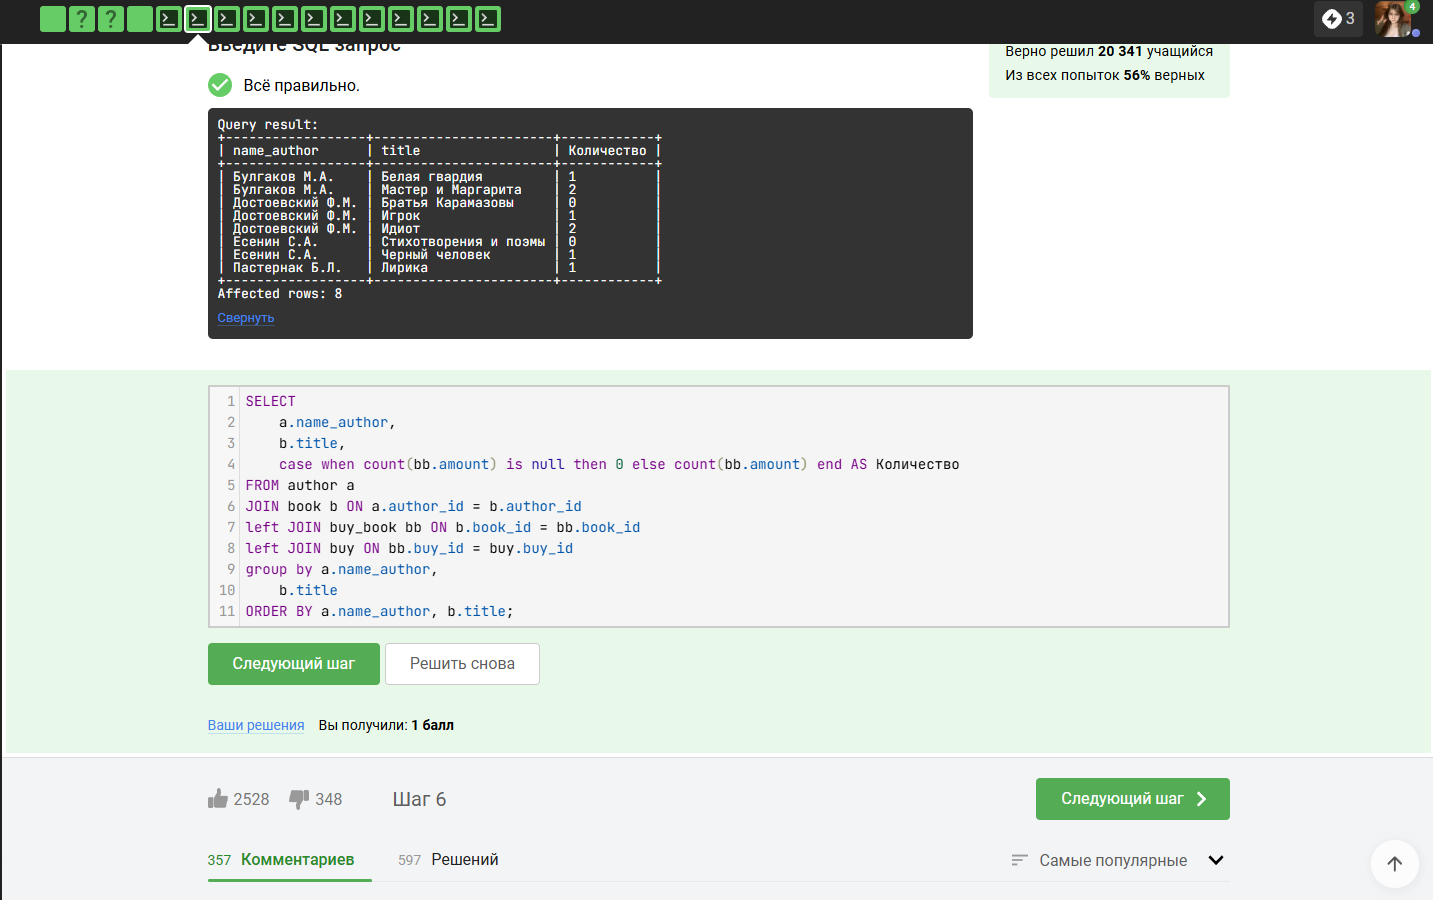 3
4
Введите SQL запрос
Верно решил 20 341 учащийся
Из всех попыток 56% верных
Всё правильно.
Query result:
+------------------+-----------------------+------------+
| name_author | title | Количество |
+------------------+-----------------------+------------+
| Булгаков М.А. | Белая гвардия | 1 |
| Булгаков М.А. | Мастер и Маргарита | 2 |
| Достоевский Ф.М. | Братья Карамазовы | 0 |
| Достоевский Ф.М. | Игрок | 1 |
| Достоевский Ф.М. | Идиот | 2 |
| Есенин С.А. | Стихотворения и поэмы | 0 |
| Есенин С.А. | Черный человек | 1 |
| Пастернак Б.Л. | Лирика | 1 |
+------------------+-----------------------+------------+
Affected rows: 8
Свернуть
1 SELECT
2 a.name_author,
3 b.title,
4 case when count(bb.amount) is null then 0 else count(bb.amount) end AS Количество
5 FROM author a
6 JOIN book b ON a.author_id = b.author_id
7 left JOIN buy_book bb ON b.book_id = bb.book_id
8 left JOIN buy ON bb.buy_id = buy.buy_id
9 group by a.name_author,
10 b.title
11 ORDER BY a.name_author, b.title;
Следующий шаг
Решить снова
Ваши решения Вы получили: 1 балл
2528 348 Шаг 6
Следующий шаг
357 Комментариев 597 Решений
Самые популярные